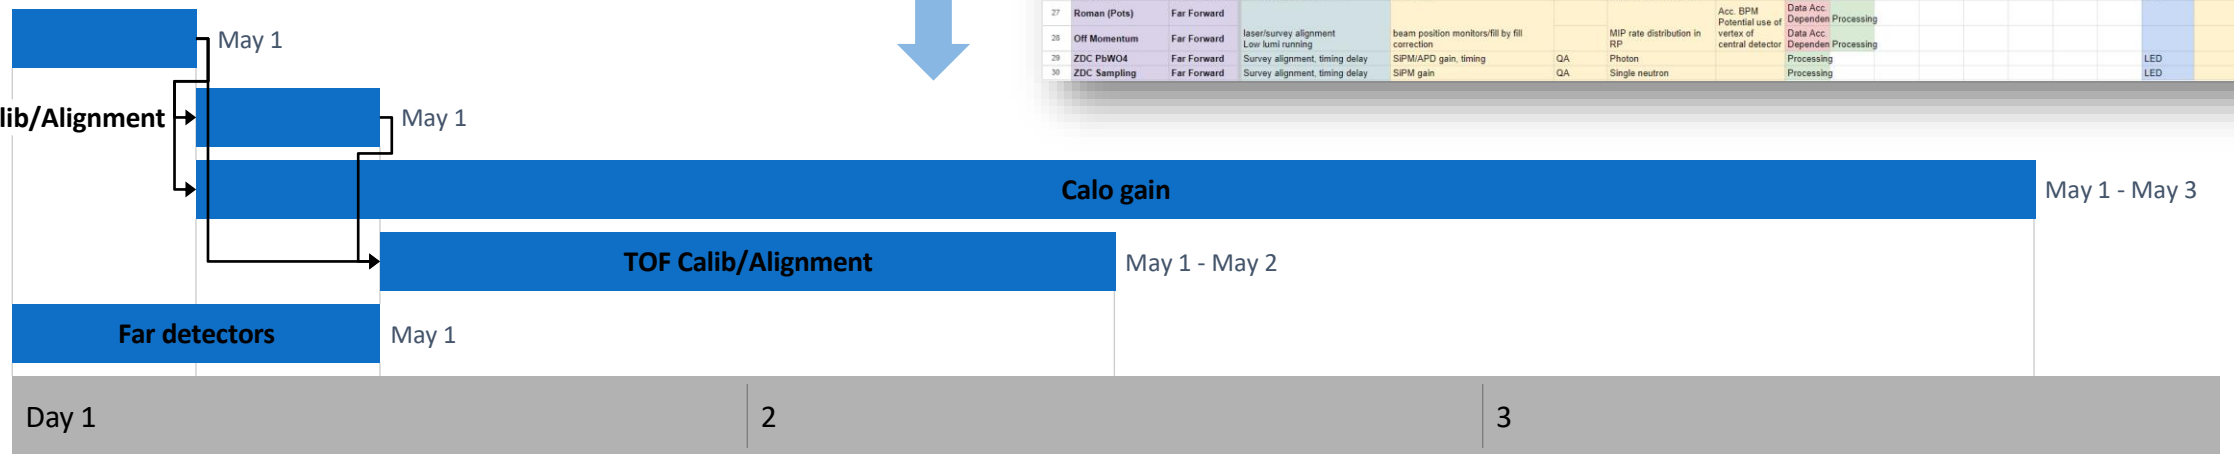 27 Roman (Pots) Far Forward Acc. BPM Data Acc.
Potential use of Dependen Processing
28 Off Momentum Far Forward laser/survey alignment beam position monitors/fill by fill MIP rate distribution in vertex of Data Acc.
Low lumi running correction RP central detector Dependen Processing
29 ZDC PbWO4 Far Forward Survey alignment, timing delay SiPM/APD gain, timing QA Photon Processing LED
30 ZDC Sampling Far Forward Survey alignment, timing delay SiPM gain QA Single neutron Processing LED
May 1
lib/Alignment
May 1
Calo gain
May 1 - May 3
TOF Calib/Alignment
May 1 - May 2
Far detectors
May 1
Day 1
2
3